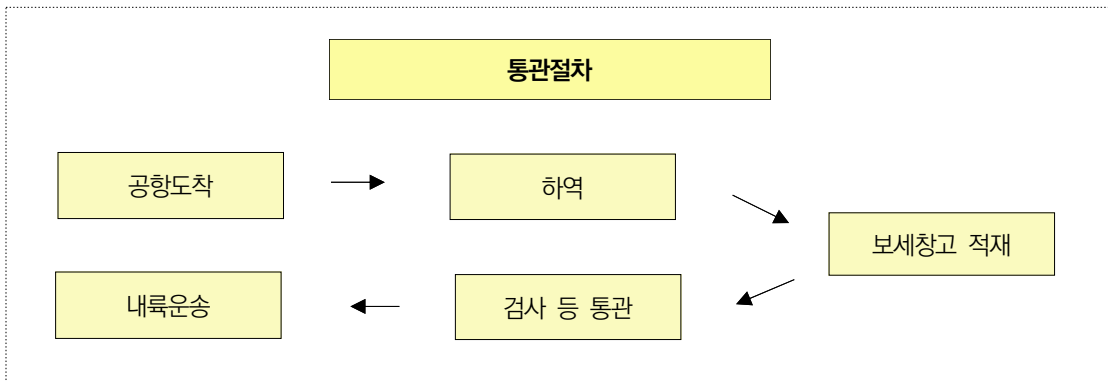 통관절차
공항도착
하역
보세창고 적재
검사 등 통관
내륙운송